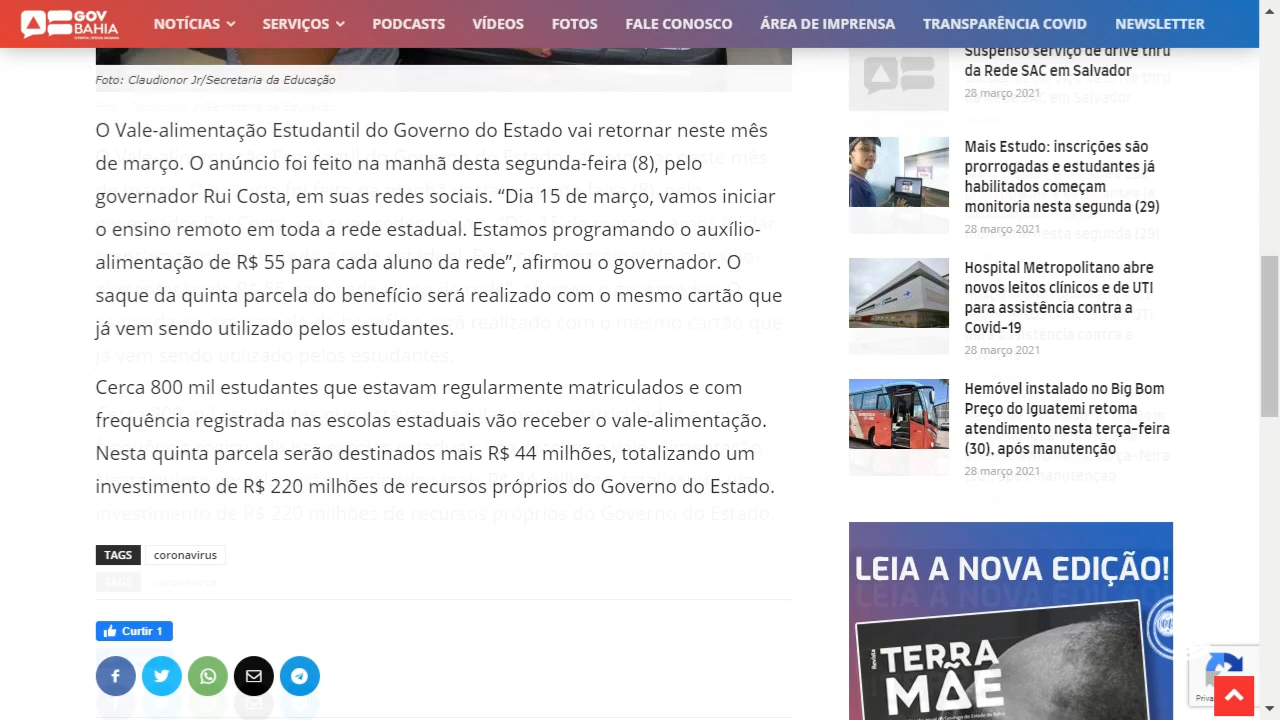 GOV
BAHIA
NOTÍCIAS
SERVIÇOS
PODCASTS
VÍDEOS
FOTOS
FALE CONOSCO
ÁREA DE IMPRENSA
TRANSPARÊNCIA COVID
NEWSLETTER
Foto: Claudionor Jr/Secretaria da Educação
O Vale-alimentação Estudantil do Governo do Estado vai retornar neste mês
de março. O anúncio foi feito na manhã desta segunda-feira (8), pelo
governador Rui Costa, em suas redes sociais. “Dia 15 de março, vamos iniciar
o ensino remoto em toda a rede estadual. Estamos programando o auxílio-
alimentação de R$ 55 para cada aluno da rede”, afirmou o governador. O
saque da quinta parcela do benefício será realizado com o mesmo cartão que
já vem sendo utilizado pelos estudantes.
Cerca 800 mil estudantes que estavam regularmente matriculados e com
frequência registrada nas escolas estaduais vão receber o vale-alimentação.
Nesta quinta parcela serão destinados mais R$ 44 milhões, totalizando um
investimento de R$ 220 milhões de recursos próprios do Governo do Estado.
TAGS
coronavirus
Curtir 1
Suspenso serviço de drive thru
da Rede SAC em Salvador
28 março 2021
Mais Estudo: inscrições são
prorrogadas e estudantes já
habilitados começam
monitoria nesta segunda (29)
28 março 2021
Hospital Metropolitano abre
novos leitos clínicos e de UTI
para assistência contra a
Covid-19
28 março 2021
Hemóvel instalado no Big Bom
Preço do Iguatemi retoma
atendimento nesta terça-feira
(30), após manutenção
28 março 2021
LEIA A NOVA EDIÇÃO!
Revista
TERRA
MÃE